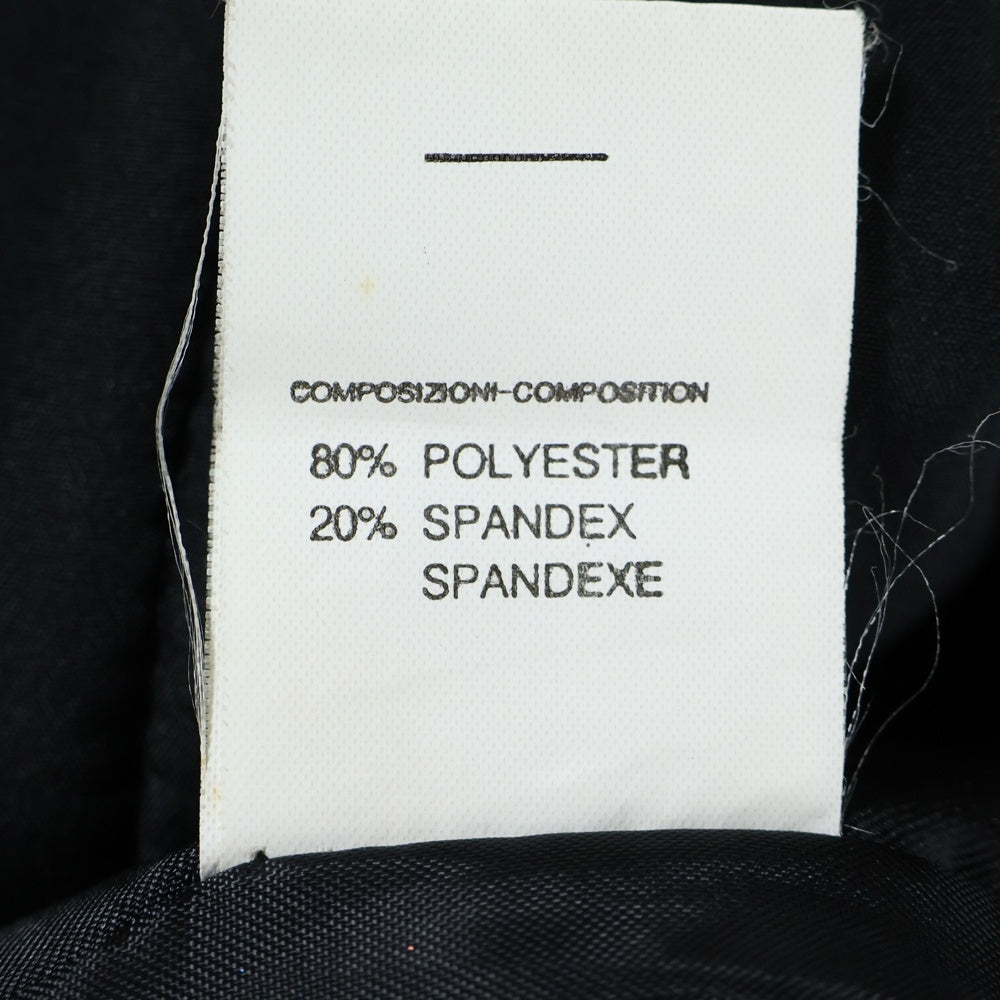 COMPOSIZIONI-COMPOSITION
80% POLYESTER
20% SPANDEX
SPANDEXE